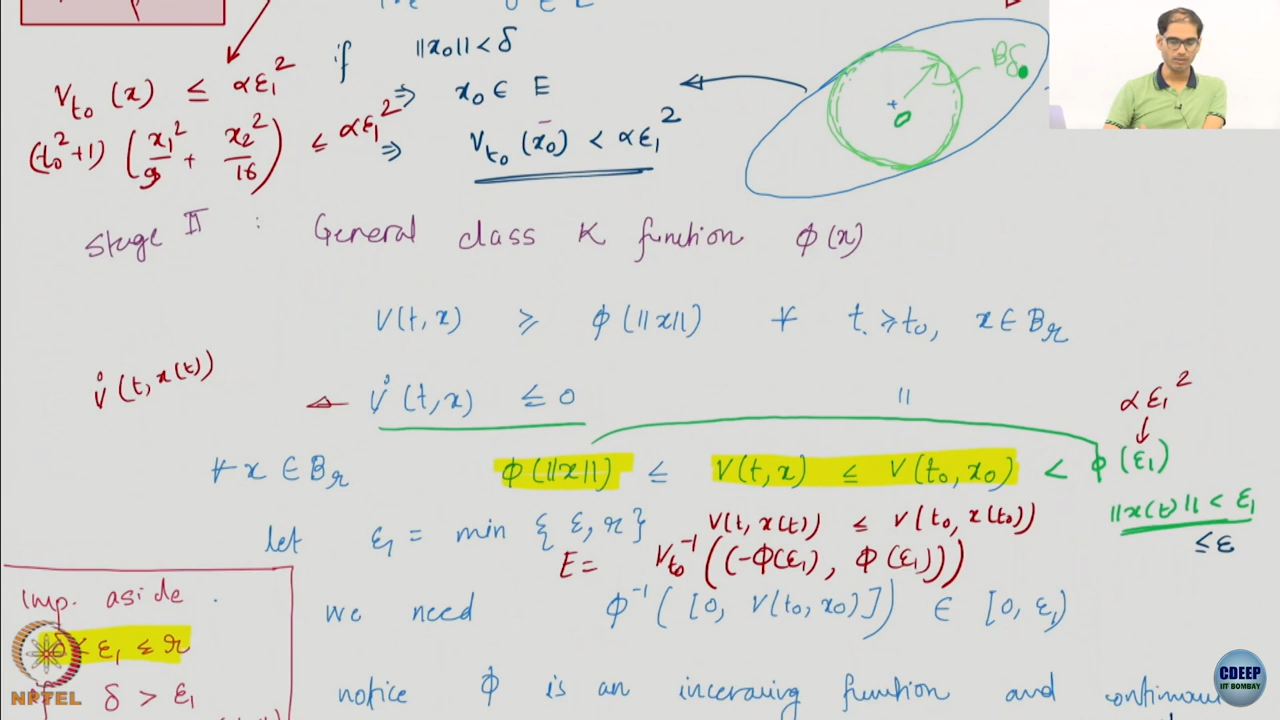 if ||x₀|| < δ
V_{t₀}(x) ≤ αε₁²
⇒ x₀ ∈ E
Bδ
(t₀²+1) (x₁²/9 + x₂²/16) ≤ αε₁²
⇒ V_{t₀}(x₀) < αε₁²
0
Stage II : General class K function φ(x)
V(t,x) ⩾ φ(||x||) ∀ t ⩾ t₀, x ∈ B_r
V̇(t, x(t))
V̇(t,x) ≤ 0
αε₁²
∀ x ∈ B_r φ(||x||) ≤ V(t,x) ≤ V(t₀,x₀) < φ(ε₁)
||x(t)|| < ε₁
≤ ε
let ε₁ = min {ε, r}
V(t, x(t)) ≤ V(t₀, x(t₀))
E = V_{t₀}⁻¹((-φ(ε₁), φ(ε₁)))
we need φ⁻¹([0, V(t₀,x₀)]) ∈ [0, ε₁)
Imp. aside.
δ < ε₁ ≤ r
δ > ε₁
notice φ is an incerauing function and
NPTEL
CDEEP
IIT BOMBAY